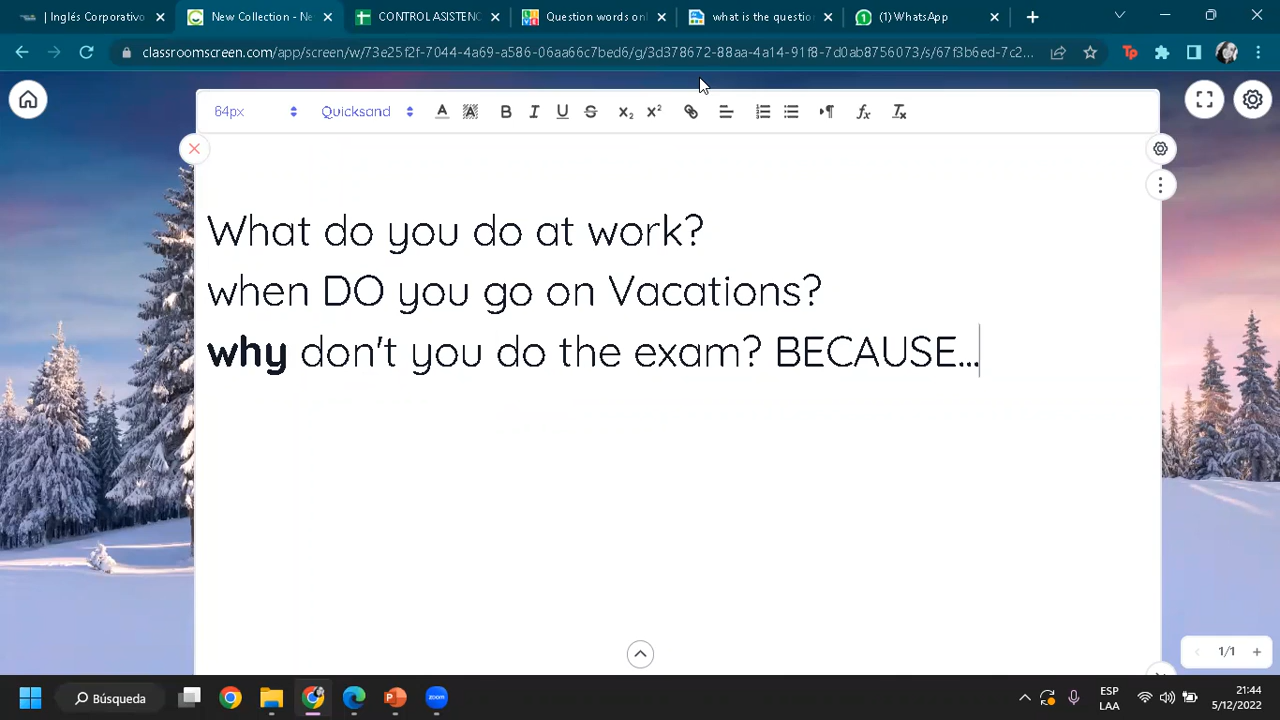 | Inglés Corporativo
New Collection - Ne
CONTROL ASISTENC
Question words onl
what is the questio
(1) WhatsApp
classroomscreen.com/app/screen/w/73e25f2f-7044-4a69-a586-06aa66c7bed6/g/3d378672-88aa-4a14-91f8-7d0ab8756073/s/67f3b6ed-7c2...
64px Quicksand
What do you do at work?
when DO you go on Vacations?
why don't you do the exam? BECAUSE...
1/1
Búsqueda
zoom
ESP
LAA
21:44
5/12/2022